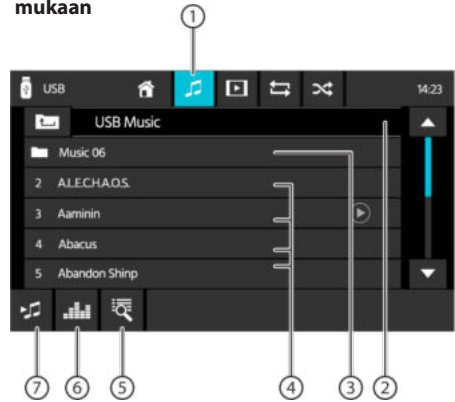 mukaan
1
USB
14:23
USB Music
Music 06
2 A.L.E.C.H.A.O.S.
3 Aaminin
4 Abacus
5 Abandon Shinp
7 6 5 4 3 2